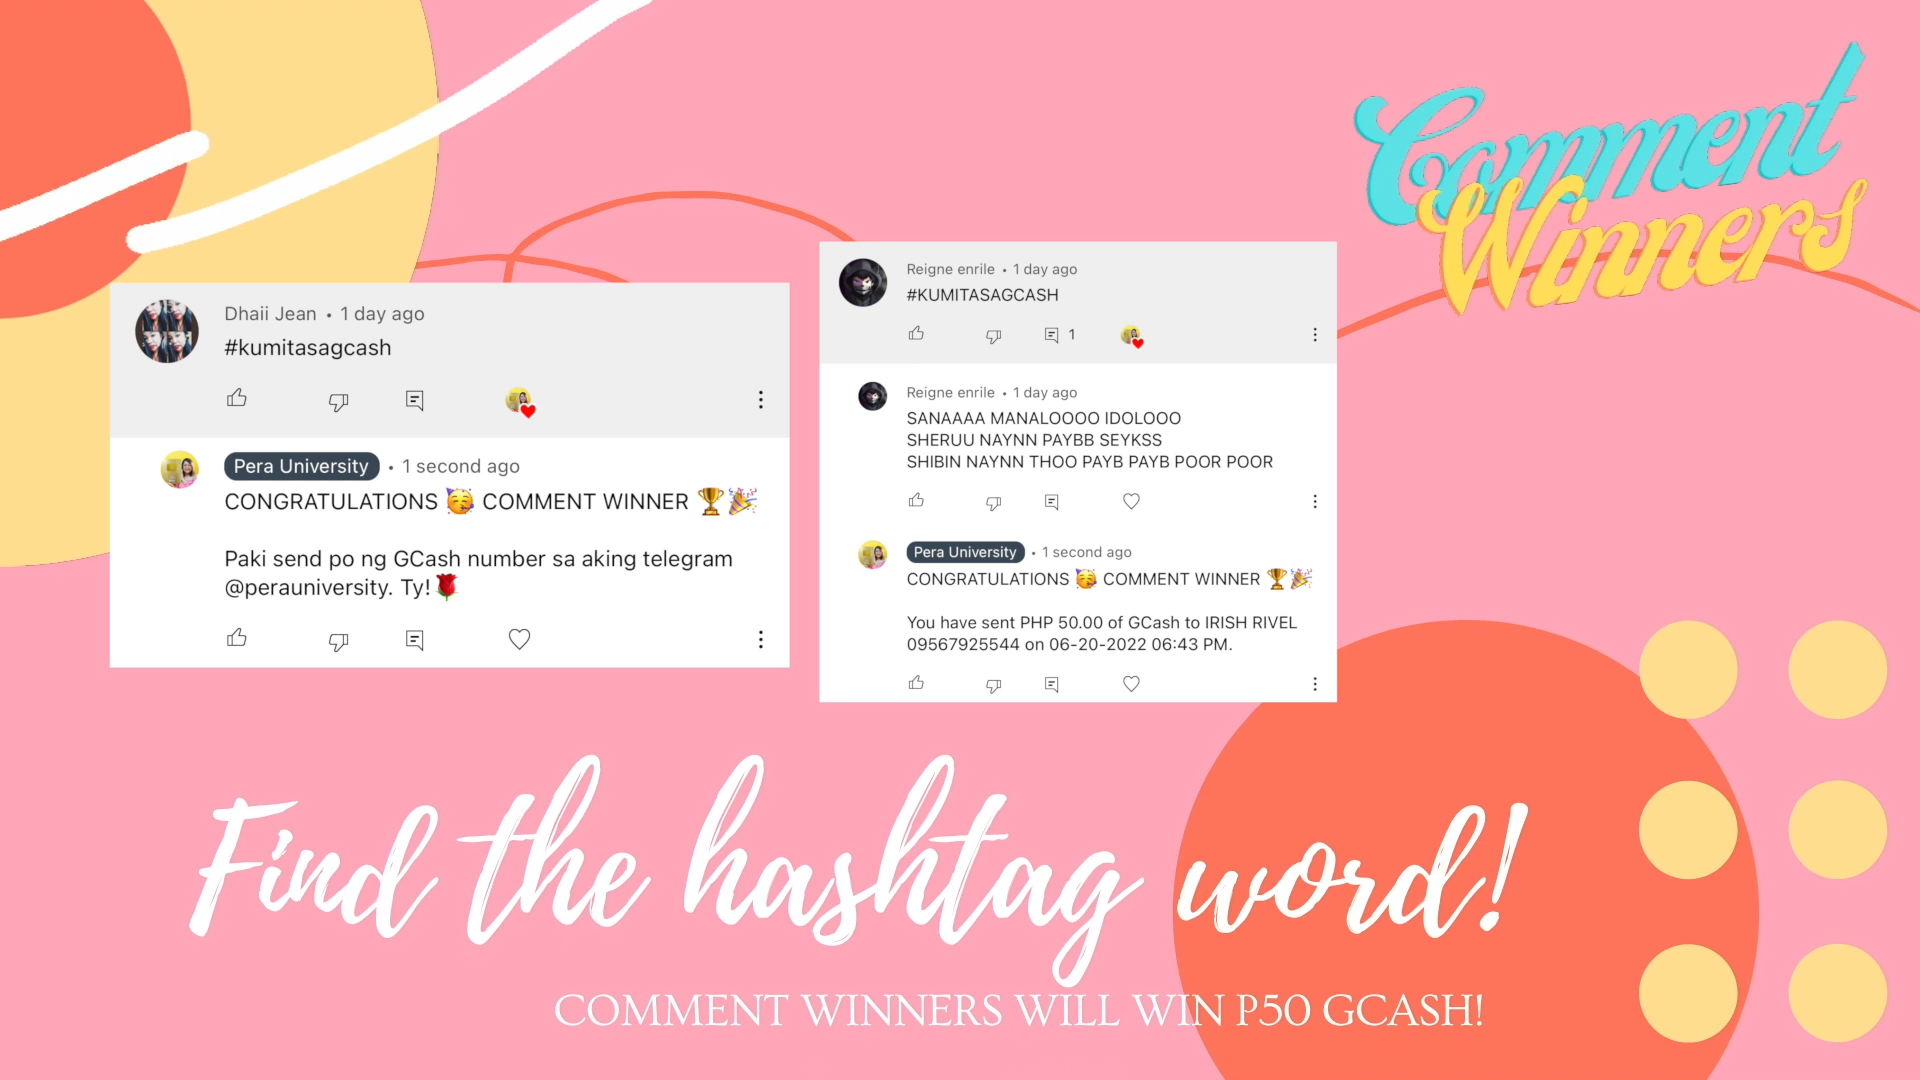 Comment
Winners
Dhaii Jean • 1 day ago
#kumitasagcash
Pera University • 1 second ago
CONGRATULATIONS 🥳 COMMENT WINNER 🏆🎉
Paki send po ng GCash number sa aking telegram
@perauniversity. Ty!🌹
Reigne enrile • 1 day ago
#KUMITASAGCASH
1
Reigne enrile • 1 day ago
SANAAAA MANALOOOO IDOLOOO
SHERUU NAYNN PAYBB SEYKSS
SHIBIN NAYNN THOO PAYB PAYB POOR POOR
Pera University • 1 second ago
CONGRATULATIONS 🥳 COMMENT WINNER 🏆🎉
You have sent PHP 50.00 of GCash to IRISH RIVEL
09567925544 on 06-20-2022 06:43 PM.
Find the hashtag word!
COMMENT WINNERS WILL WIN P50 GCASH!